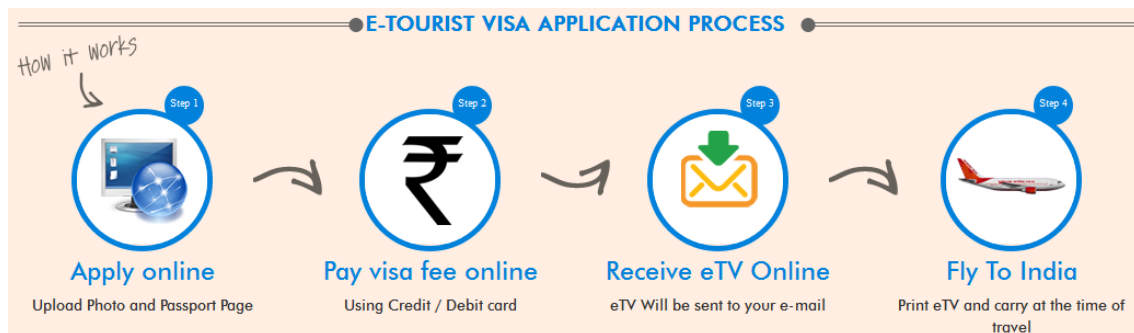 E-TOURIST VISA APPLICATION PROCESS
How it works
Step 1
Step 2
Step 3
Step 4
Apply online
Pay visa fee online
Receive eTV Online
Fly To India
Upload Photo and Passport Page
Using Credit / Debit card
eTV Will be sent to your e-mail
Print eTV and carry at the time of
travel